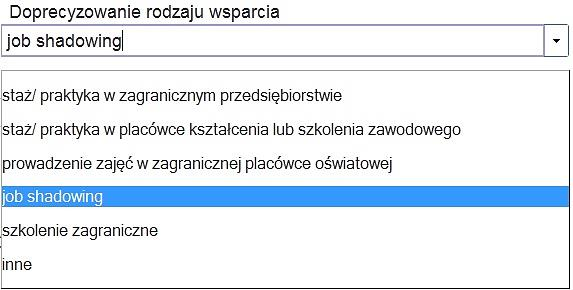 Doprecyzowanie rodzaju wsparcia
job shadowing
staż/ praktyka w zagranicznym przedsiębiorstwie
staż/ praktyka w placówce kształcenia lub szkolenia zawodowego
prowadzenie zajęć w zagranicznej placówce oświatowej
job shadowing
szkolenie zagraniczne
inne